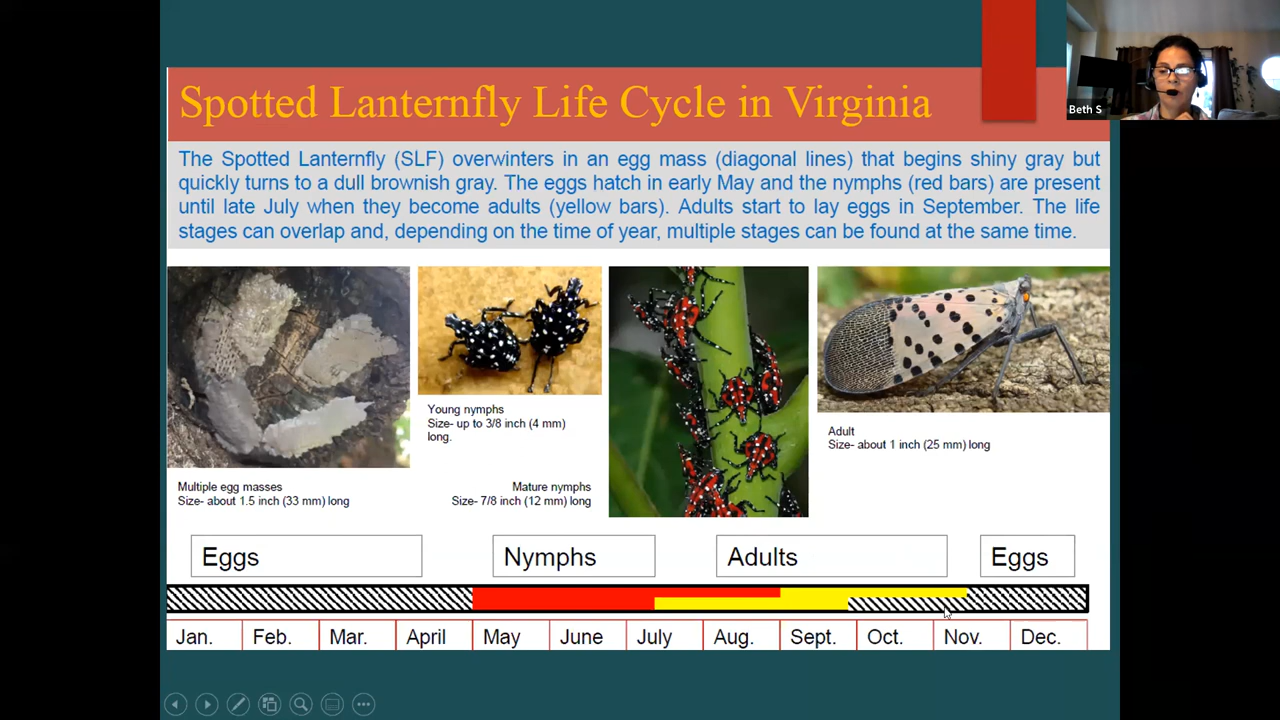 Spotted Lanternfly Life Cycle in Virginia
Beth S
The Spotted Lanternfly (SLF) overwinters in an egg mass (diagonal lines) that begins shiny gray but
quickly turns to a dull brownish gray. The eggs hatch in early May and the nymphs (red bars) are present
until late July when they become adults (yellow bars). Adults start to lay eggs in September. The life
stages can overlap and, depending on the time of year, multiple stages can be found at the same time.
Multiple egg masses
Size- about 1.5 inch (33 mm) long
Young nymphs
Size- up to 3/8 inch (4 mm)
long.
Mature nymphs
Size- 7/8 inch (12 mm) long
Adult
Size- about 1 inch (25 mm) long
Eggs Nymphs Adults Eggs
Jan. Feb. Mar. April May June July Aug. Sept. Oct. Nov. Dec.